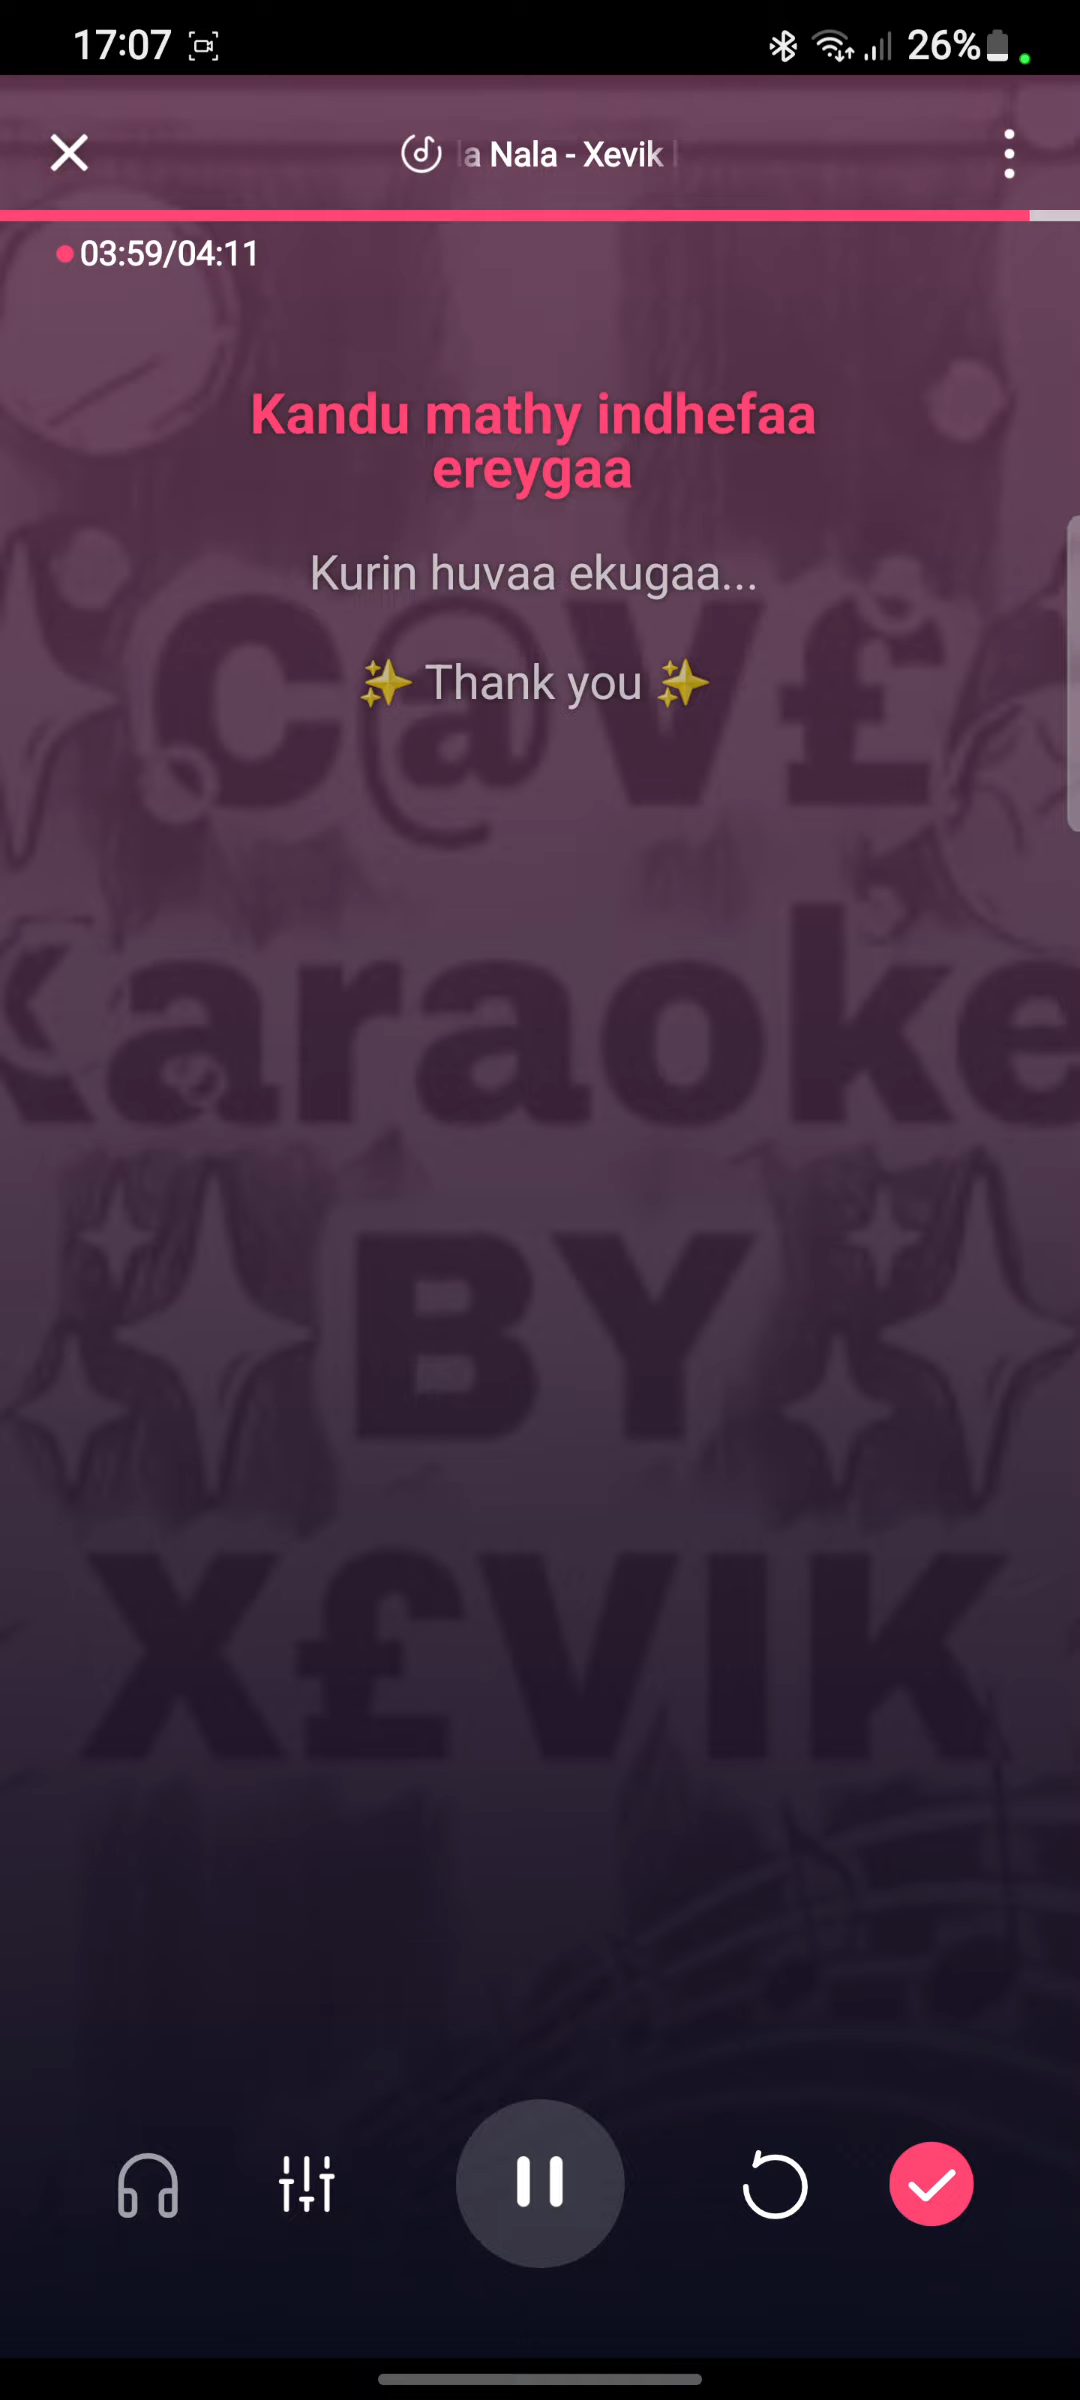 17:07 26%
a Nala - Xevik
03:59/04:11
Kandu mathy indhefaa
ereygaa
Kurin huvaa ekugaa...
✨ Thank you ✨
C@V£
Karaoke
BY
X£VIK